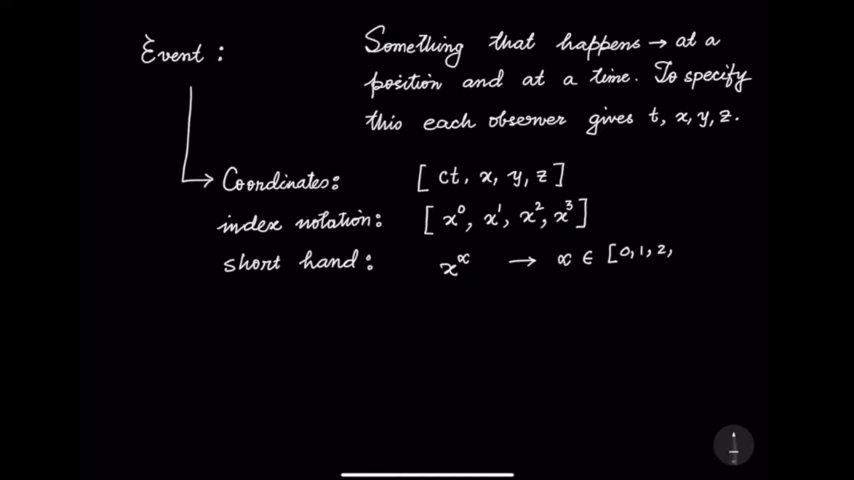 Event : Something that happens → at a
position and at a time. To specify
this each observer gives t, x, y, z.
Coordinates: [ ct, x, y, z ]
index notation: [ x⁰, x¹, x², x³ ]
short hand: x^α → α ∈ [0, 1, 2,